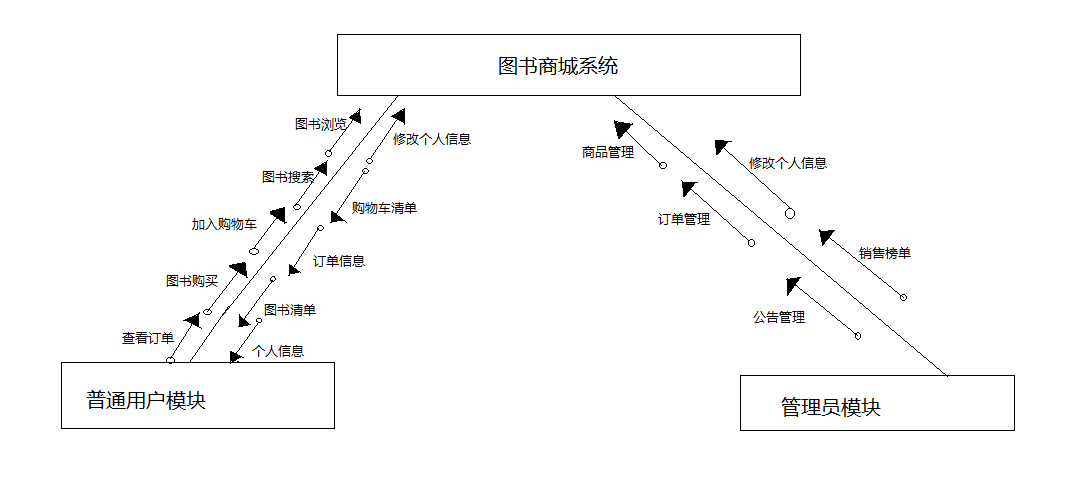 图书商城系统
图书浏览
修改个人信息
图书搜索
购物车清单
加入购物车
订单信息
图书购买
图书清单
查看订单
个人信息
商品管理
修改个人信息
订单管理
销售榜单
公告管理
普通用户模块
管理员模块